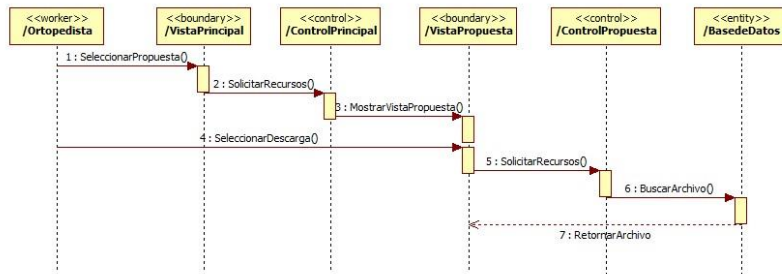 <<worker>>
/Ortopedista
<<boundary>>
/VistaPrincipal
<<control>>
/ControlPrincipal
<<boundary>>
/VistaPropuesta
<<control>>
/ControlPropuesta
<<entity>>
/BasedeDatos
1 : SeleccionarPropuesta()
2 : SolicitarRecursos()
3 : MostrarVistaPropuesta()
4 : SeleccionarDescarga()
5 : SolicitarRecursos()
6 : BuscarArchivo()
7 : RetornarArchivo